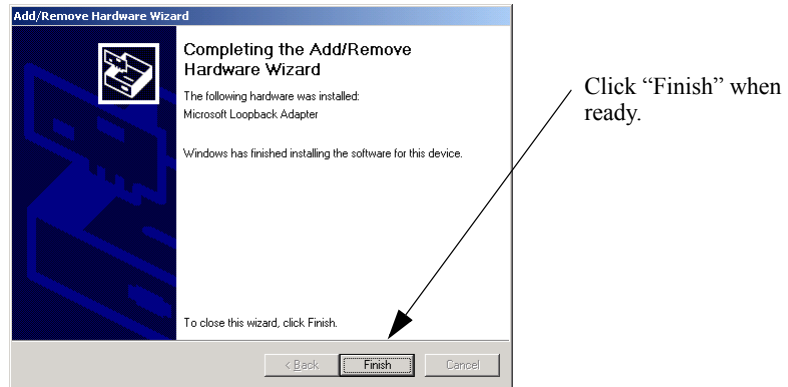 Add/Remove Hardware Wizard
Completing the Add/Remove
Hardware Wizard
The following hardware was installed:
Microsoft Loopback Adapter
Windows has finished installing the software for this device.
To close this wizard, click Finish.
< Back
Finish
Cancel
Click “Finish” when
ready.